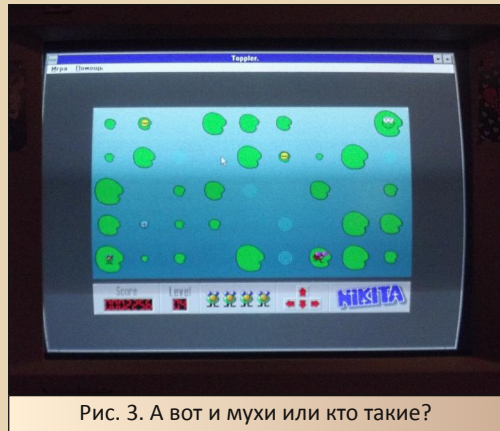 Toppler.
Игра Помощь
Score Level
NIKITA
Рис. 3. А вот и мухи или кто такие?